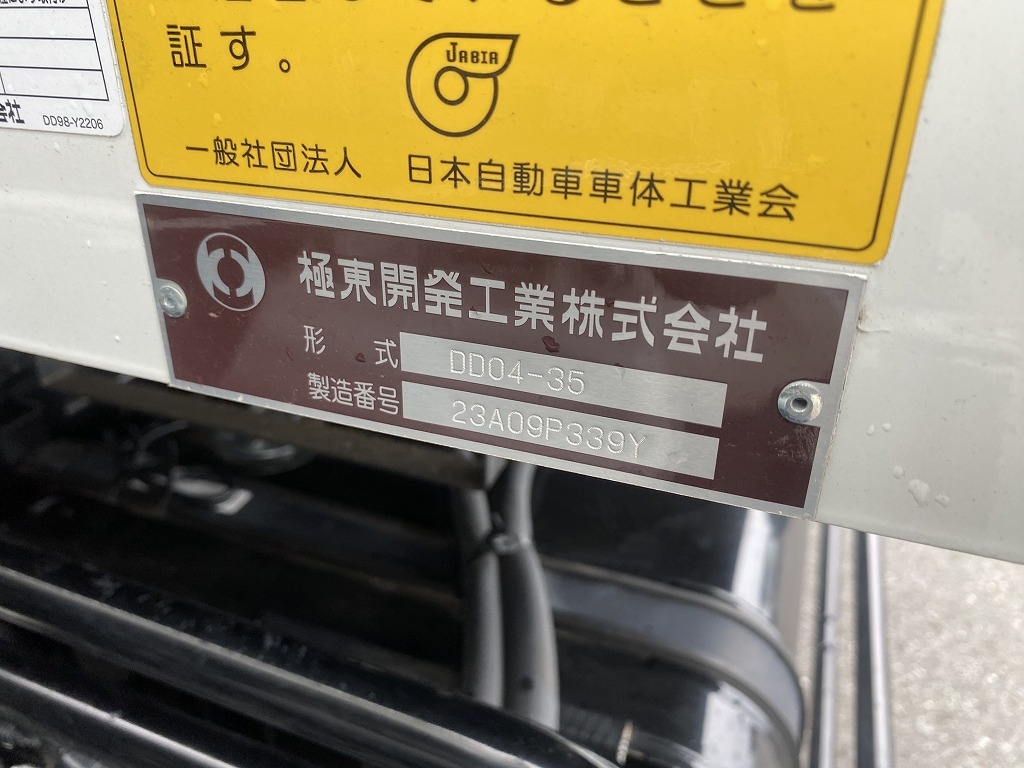 証す。
JABIA
一般社団法人 日本自動車車体工業会
会社
DD98-Y2206
極東開発工業株式会社
形式 DD04-35
製造番号 23A09P339Y